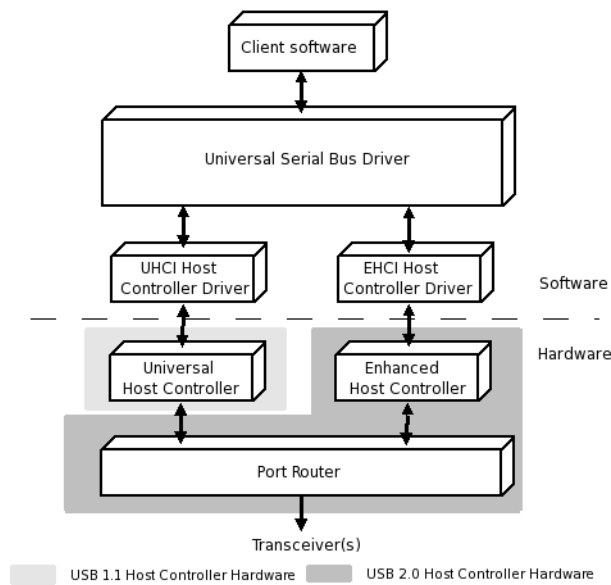 Client software
Universal Serial Bus Driver
UHCI Host
Controller Driver
EHCI Host
Controller Driver
Software
Hardware
Universal
Host Controller
Enhanced
Host Controller
Port Router
Transceiver(s)
USB 1.1 Host Controller Hardware
USB 2.0 Host Controller Hardware